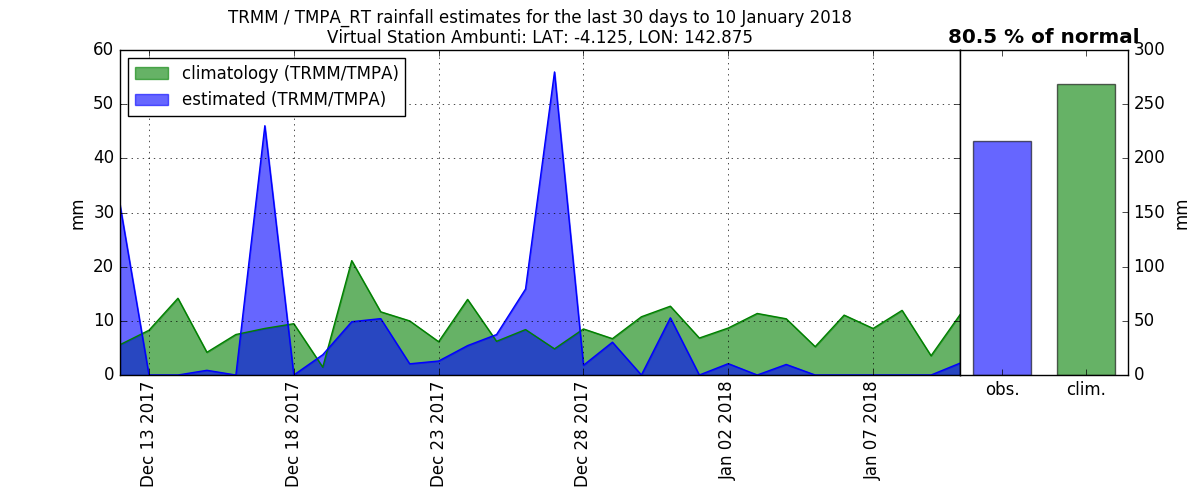 TRMM / TMPA_RT rainfall estimates for the last 30 days to 10 January 2018
Virtual Station Ambunti: LAT: -4.125, LON: 142.875
80.5 % of normal
climatology (TRMM/TMPA)
estimated (TRMM/TMPA)
60
50
40
30
20
10
0
mm
Dec 13 2017
Dec 18 2017
Dec 23 2017
Dec 28 2017
Jan 02 2018
Jan 07 2018
obs.
clim.
300
250
200
150
100
50
0
mm